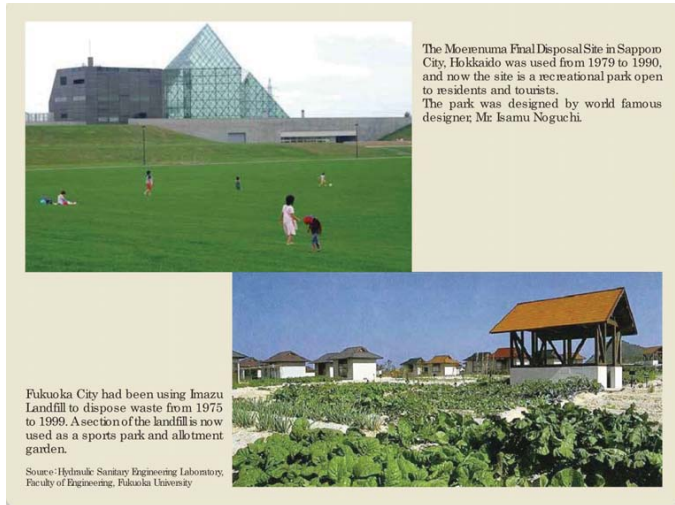 The Moerenuma Final Disposal Site in Sapporo
City, Hokkaido was used from 1979 to 1990,
and now the site is a recreational park open
to residents and tourists.
The park was designed by world famous
designer, Mr. Isamu Noguchi.
Fukuoka City had been using Imazu
Landfill to dispose waste from 1975
to 1999. A section of the landfill is now
used as a sports park and allotment
garden.
Source:Hydraulic Sanitary Engineering Laboratory,
Faculty of Engineering, Fukuoka University